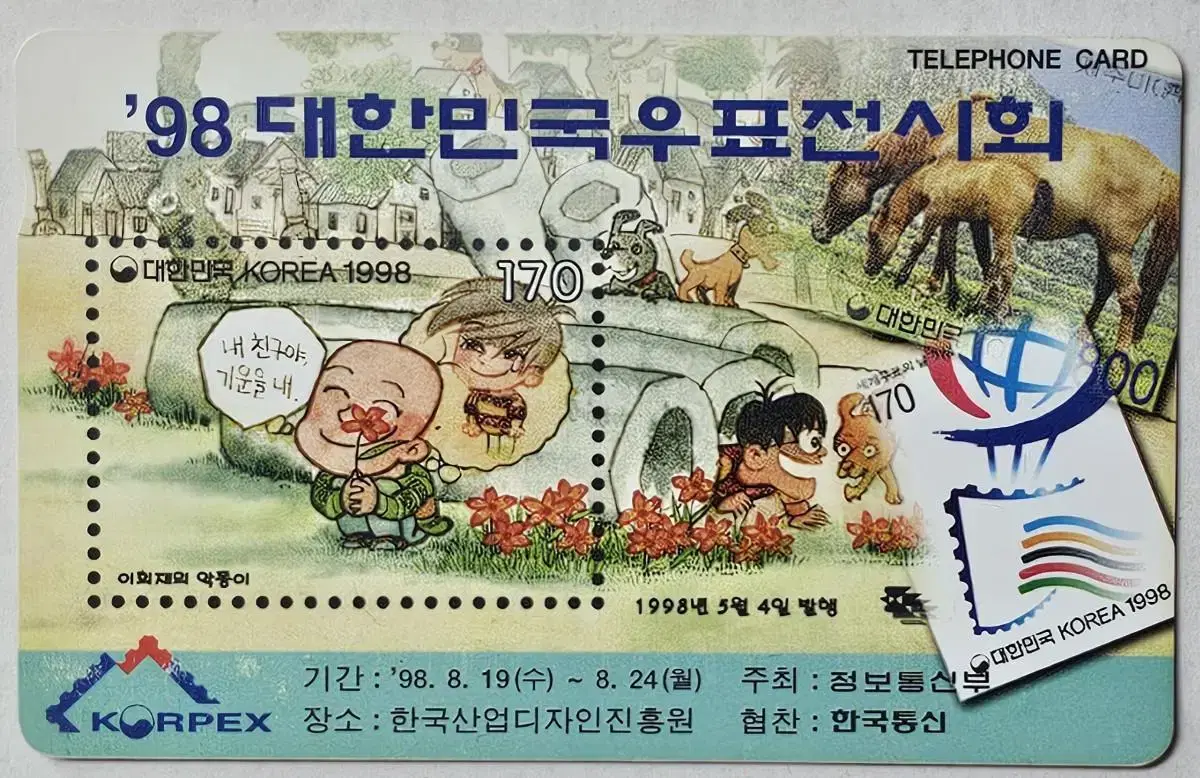 TELEPHONE CARD
'98 대한민국우표전시회
대한민국 KOREA 1998
170
내 친구야,
기운을 내.
이희재의 악동이
1998년 5월 4일 발행
대한민국
170
대한민국 KOREA 1998
KORPEX
기간 : '98. 8. 19(수) ~ 8. 24(월)
장소 : 한국산업디자인진흥원
주최 : 정보통신부
협찬 : 한국통신